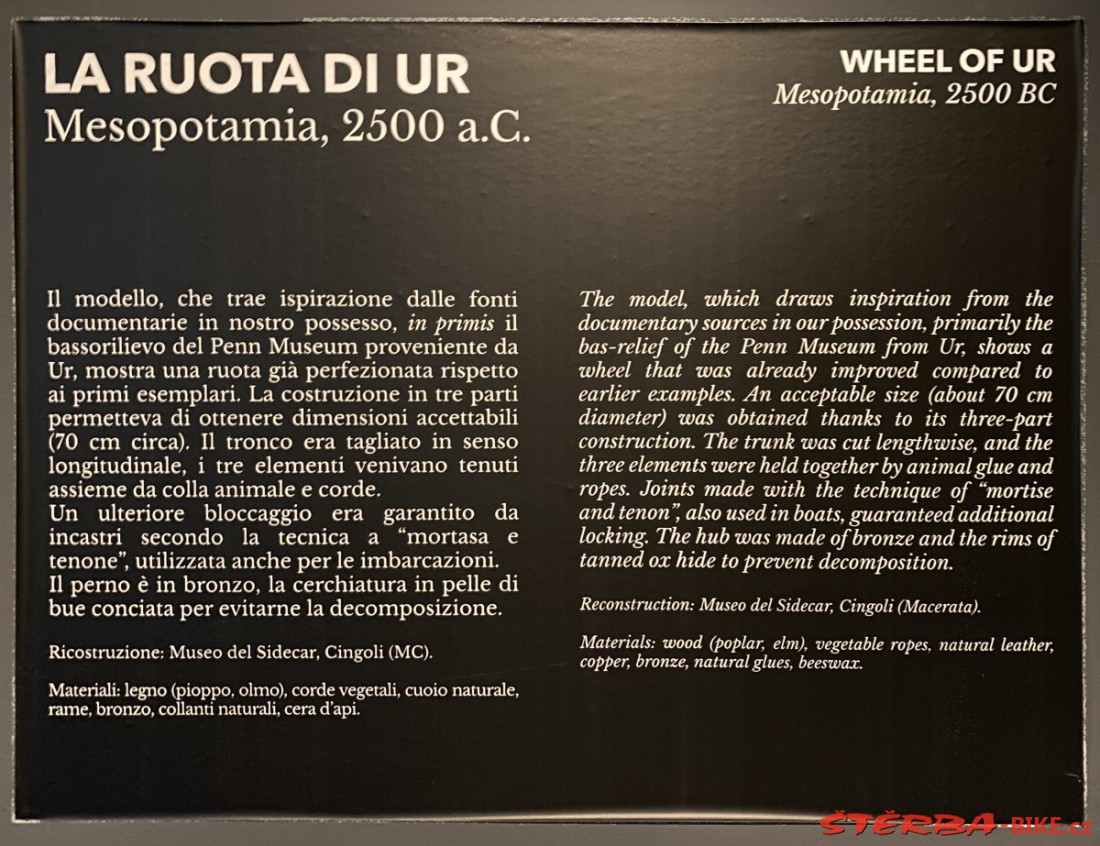 LA RUOTA DI UR
Mesopotamia, 2500 a.C.
Il modello, che trae ispirazione dalle fonti
documentarie in nostro possesso, in primis il
bassorilievo del Penn Museum proveniente da
Ur, mostra una ruota già perfezionata rispetto
ai primi esemplari. La costruzione in tre parti
permetteva di ottenere dimensioni accettabili
(70 cm circa). Il tronco era tagliato in senso
longitudinale, i tre elementi venivano tenuti
assieme da colla animale e corde.
Un ulteriore bloccaggio era garantito da
incastri secondo la tecnica a “mortasa e
tenone”, utilizzata anche per le imbarcazioni.
Il perno è in bronzo, la cerchiatura in pelle di
bue conciata per evitarne la decomposizione.
Ricostruzione: Museo del Sidecar, Cingoli (MC).
Materiali: legno (pioppo, olmo), corde vegetali, cuoio naturale,
rame, bronzo, collanti naturali, cera d’api.
WHEEL OF UR
Mesopotamia, 2500 BC
The model, which draws inspiration from the
documentary sources in our possession, primarily the
bas-relief of the Penn Museum from Ur, shows a
wheel that was already improved compared to
earlier examples. An acceptable size (about 70 cm
diameter) was obtained thanks to its three-part
construction. The trunk was cut lengthwise, and the
three elements were held together by animal glue and
ropes. Joints made with the technique of “mortise
and tenon”, also used in boats, guaranteed additional
locking. The hub was made of bronze and the rims of
tanned ox hide to prevent decomposition.
Reconstruction: Museo del Sidecar, Cingoli (Macerata).
Materials: wood (poplar, elm), vegetable ropes, natural leather,
copper, bronze, natural glues, beeswax.
ŠTĚRBA-BIKE.cz